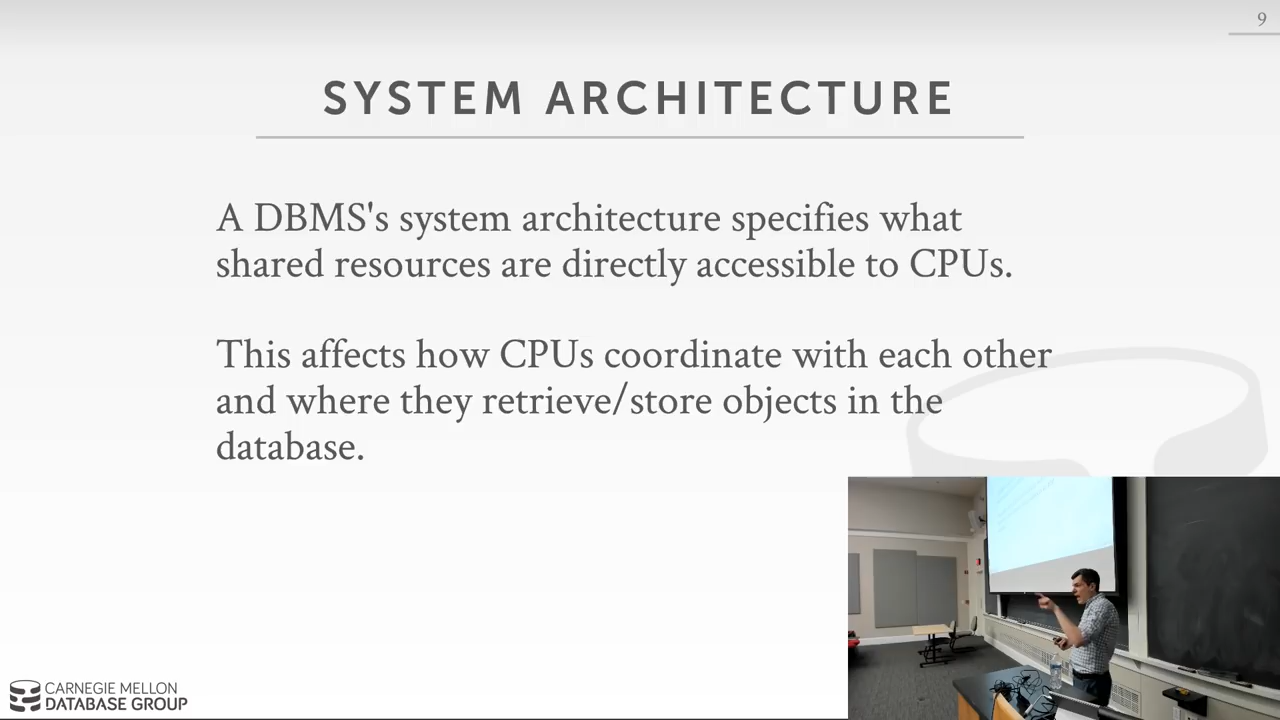 9
SYSTEM ARCHITECTURE
A DBMS's system architecture specifies what
shared resources are directly accessible to CPUs.
This affects how CPUs coordinate with each other
and where they retrieve/store objects in the
database.
CARNEGIE MELLON
DATABASE GROUP